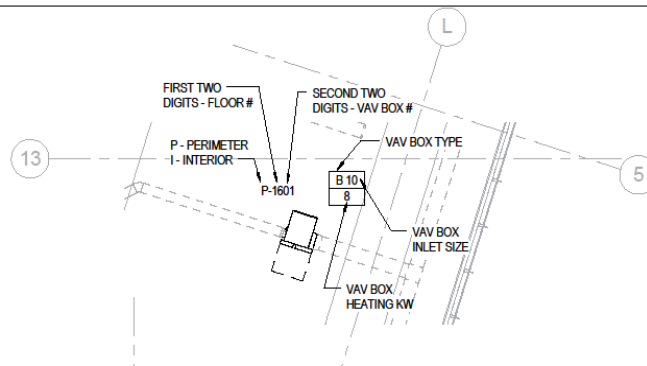 L
FIRST TWO
DIGITS - FLOOR #
SECOND TWO
DIGITS - VAV BOX #
P - PERIMETER
I - INTERIOR
VAV BOX TYPE
13
5
P-1601
B 10
8
VAV BOX
INLET SIZE
VAV BOX
HEATING KW